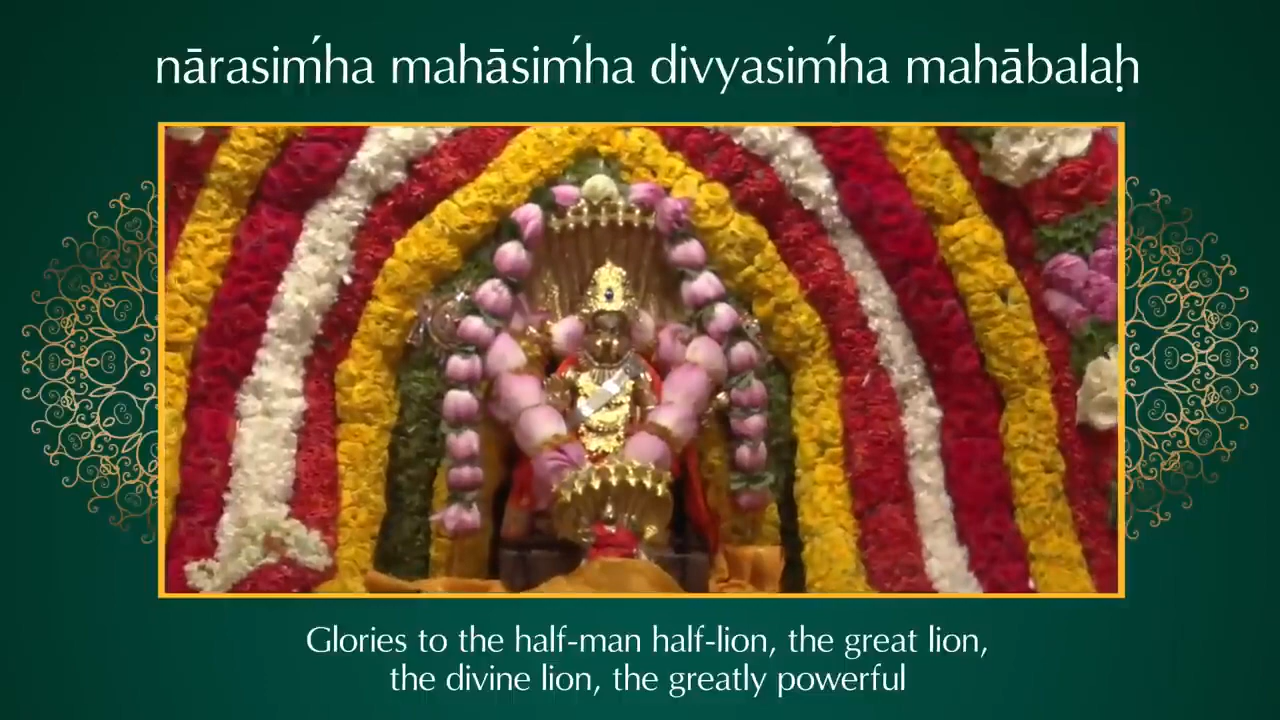 nārasiḿha mahāsiḿha divyasiḿha mahābalaḥ
Glories to the half-man half-lion, the great lion,
the divine lion, the greatly powerful